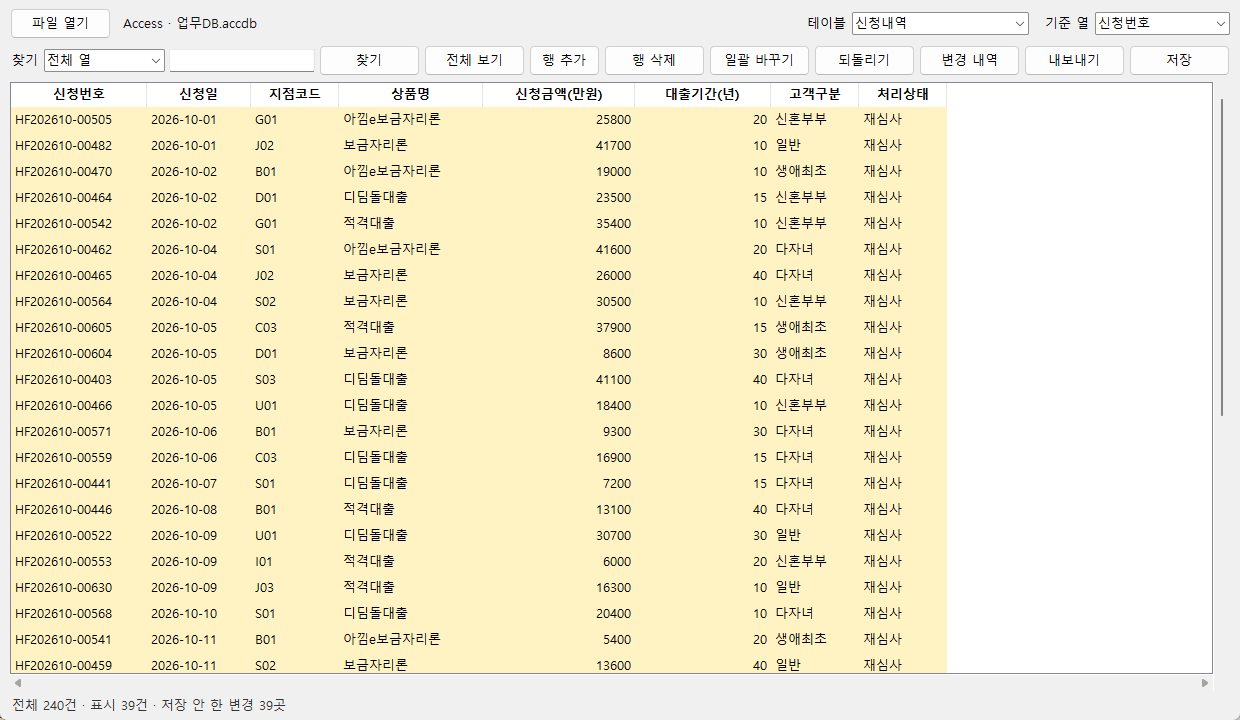 파일 열기 Access · 업무DB.accdb 테이블 신청내역 기준 열 신청번호
찾기 전체 열 찾기 전체 보기 행 추가 행 삭제 일괄 바꾸기 되돌리기 변경 내역 내보내기 저장
신청번호 신청일 지점코드 상품명 신청금액(만원) 대출기간(년) 고객구분 처리상태
HF202610-00505 2026-10-01 G01 아낌e보금자리론 25800 20 신혼부부 재심사
HF202610-00482 2026-10-01 J02 보금자리론 41700 10 일반 재심사
HF202610-00470 2026-10-02 B01 아낌e보금자리론 19000 10 생애최초 재심사
HF202610-00464 2026-10-02 D01 디딤돌대출 23500 15 신혼부부 재심사
HF202610-00542 2026-10-02 G01 적격대출 35400 10 신혼부부 재심사
HF202610-00462 2026-10-04 S01 아낌e보금자리론 41600 20 다자녀 재심사
HF202610-00465 2026-10-04 J02 보금자리론 26000 40 다자녀 재심사
HF202610-00564 2026-10-04 S02 보금자리론 30500 10 신혼부부 재심사
HF202610-00605 2026-10-05 C03 적격대출 37900 15 생애최초 재심사
HF202610-00604 2026-10-05 D01 보금자리론 8600 30 생애최초 재심사
HF202610-00403 2026-10-05 S03 디딤돌대출 41100 40 다자녀 재심사
HF202610-00466 2026-10-05 U01 디딤돌대출 18400 10 신혼부부 재심사
HF202610-00571 2026-10-06 B01 보금자리론 9300 30 다자녀 재심사
HF202610-00559 2026-10-06 C03 디딤돌대출 16900 15 다자녀 재심사
HF202610-00441 2026-10-07 S01 디딤돌대출 7200 15 다자녀 재심사
HF202610-00446 2026-10-08 B01 적격대출 13100 40 다자녀 재심사
HF202610-00522 2026-10-09 U01 디딤돌대출 30700 30 일반 재심사
HF202610-00553 2026-10-09 I01 적격대출 6000 20 신혼부부 재심사
HF202610-00630 2026-10-09 J03 적격대출 16300 10 일반 재심사
HF202610-00568 2026-10-10 S01 디딤돌대출 20400 10 다자녀 재심사
HF202610-00541 2026-10-11 B01 아낌e보금자리론 5400 20 생애최초 재심사
HF202610-00459 2026-10-11 S02 보금자리론 13600 40 일반 재심사
전체 240건 · 표시 39건 · 저장 안 한 변경 39곳